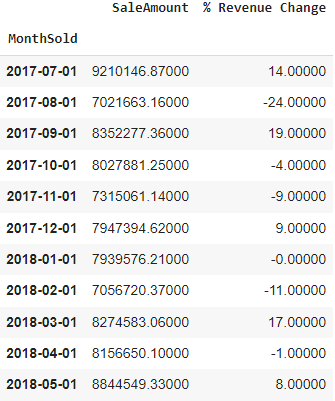 SaleAmount % Revenue Change
MonthSold
2017-07-01 9210146.87000 14.00000
2017-08-01 7021663.16000 -24.00000
2017-09-01 8352277.36000 19.00000
2017-10-01 8027881.25000 -4.00000
2017-11-01 7315061.14000 -9.00000
2017-12-01 7947394.62000 9.00000
2018-01-01 7939576.21000 -0.00000
2018-02-01 7056720.37000 -11.00000
2018-03-01 8274583.06000 17.00000
2018-04-01 8156650.10000 -1.00000
2018-05-01 8844549.33000 8.00000